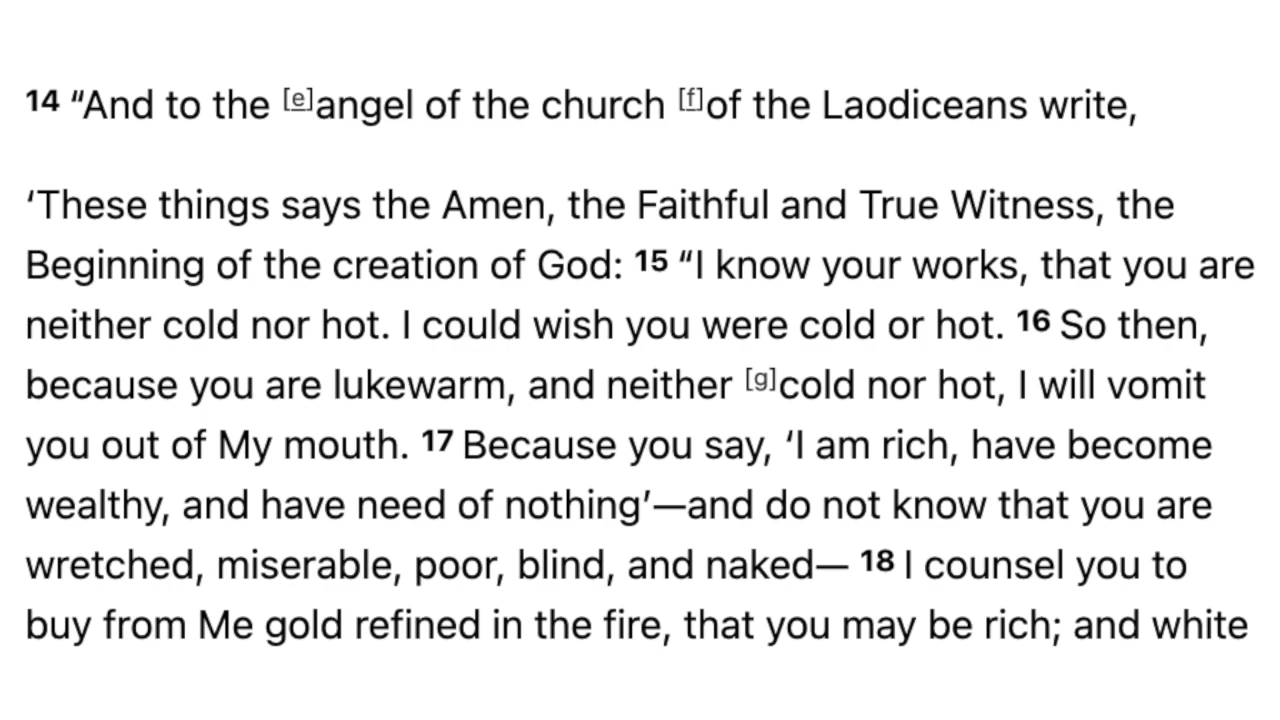 14 “And to the [e]angel of the church [f]of the Laodiceans write,
‘These things says the Amen, the Faithful and True Witness, the
Beginning of the creation of God: 15 “I know your works, that you are
neither cold nor hot. I could wish you were cold or hot. 16 So then,
because you are lukewarm, and neither [g]cold nor hot, I will vomit
you out of My mouth. 17 Because you say, ‘I am rich, have become
wealthy, and have need of nothing’—and do not know that you are
wretched, miserable, poor, blind, and naked— 18 I counsel you to
buy from Me gold refined in the fire, that you may be rich; and white